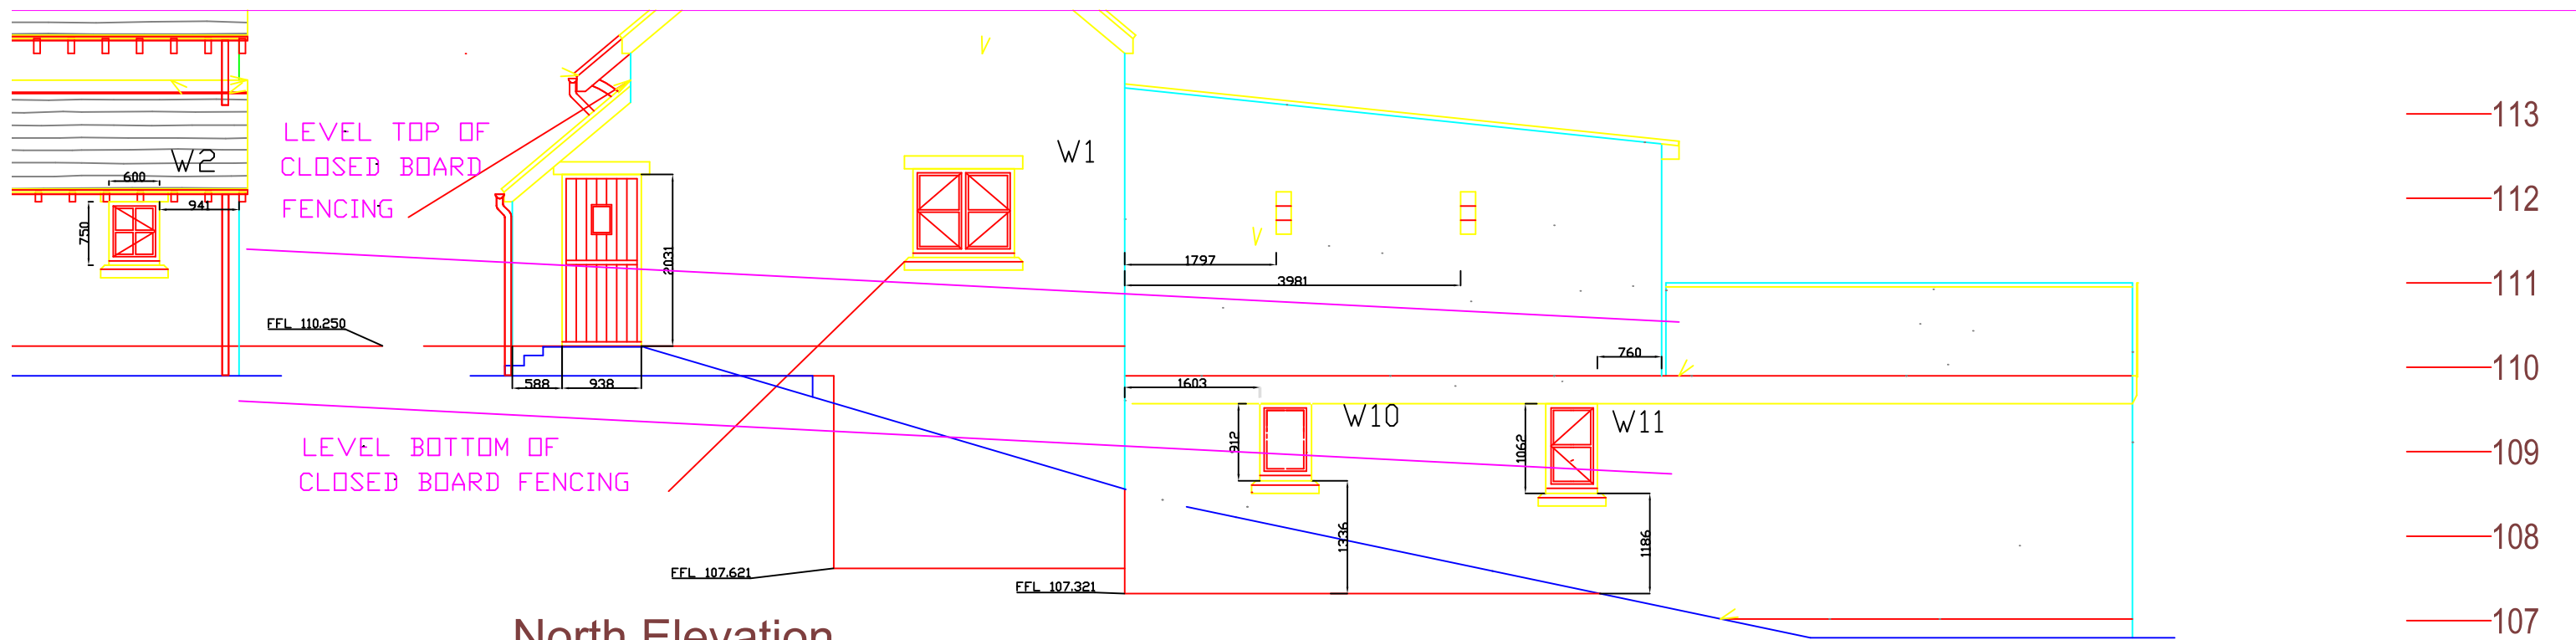 113
LEVEL TOP OF
W1
W2
CLOSED BOARD
600
112
941
FENCING
750
2031
1797
111
3981
FFL 110.250
760
110
588
938
1603
W10
W11
LEVEL BOTTOM OF
912
1062
109
CLOSED BOARD FENCING
1336
1186
108
FFL 107.621
FFL 107.321
107
North Elevation